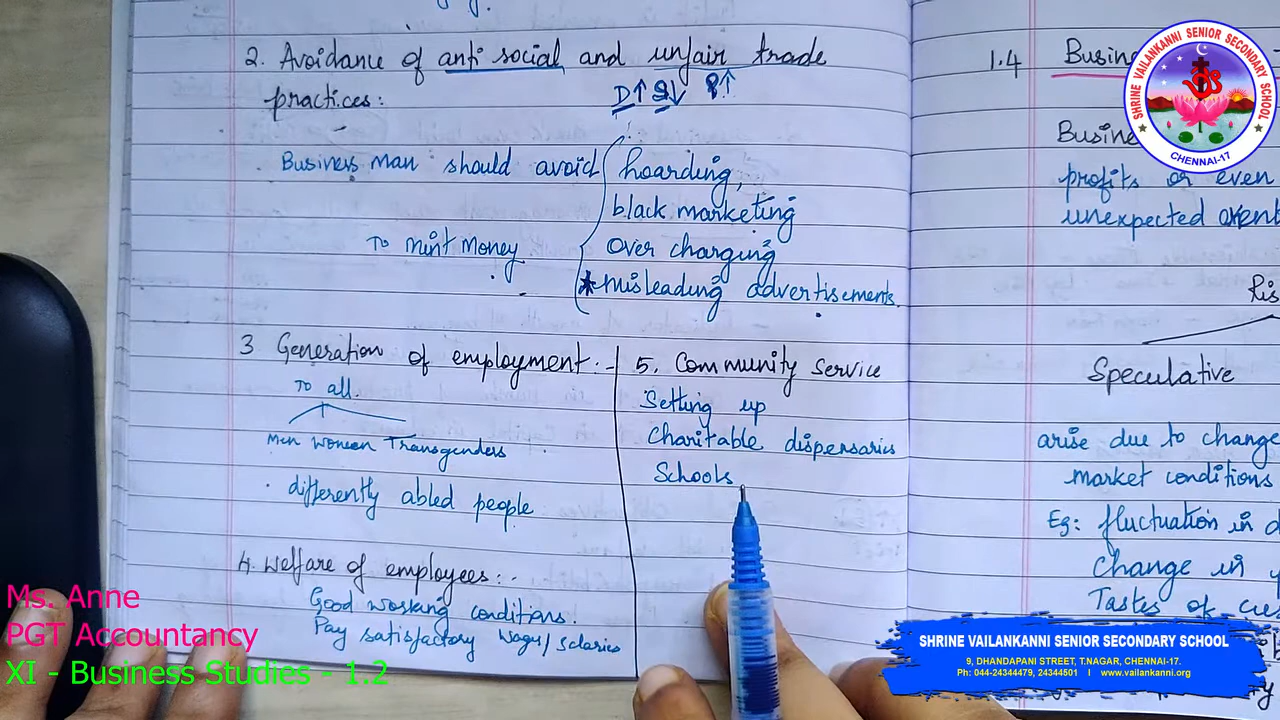 2. Avoidance of anti social and unfair trade
practices:
D↑ S↓ P↑
Business man should avoid
hoarding,
black marketing
To mint money
over charging
*misleading advertisements.
3 Generation of employment:-
To all.
Men Women Transgenders
differently abled people
4. Welfare of employees:-
Good working conditions.
Pay satisfactory wages/salaries
5. Community Service
Setting up
Charitable dispensaries
Schools
1.4 Busine
Busine
profits or even
unexpected
Ris
Speculative
arise due to change
market conditions
Eg: fluctuation in d
Change in
Tastes of
SHRINE VAILANKANNI SENIOR SECONDARY SCHOOL
CHENNAI-17
Ms. Anne
PGT Accountancy
XI - Business Studies - 1.2
SHRINE VAILANKANNI SENIOR SECONDARY SCHOOL
9, DHANDAPANI STREET, T.NAGAR, CHENNAI-17.
Ph: 044-24344479, 24344501 | www.vailankanni.org